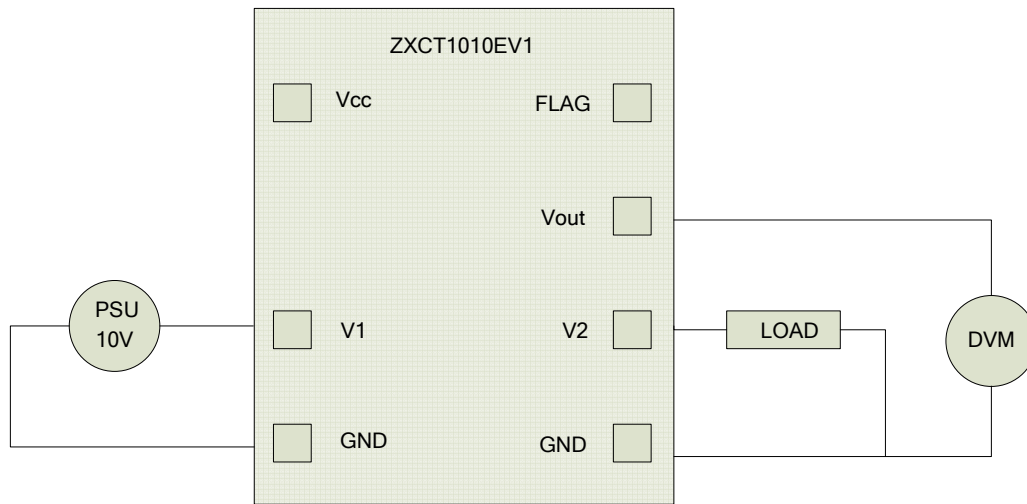 ZXCT1010EV1
Vcc
FLAG
Vout
PSU
10V
V1
V2
LOAD
DVM
GND
GND